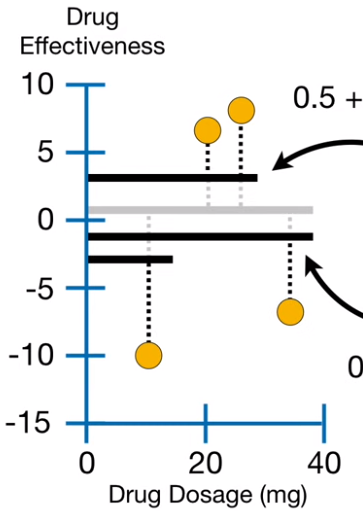 Drug
Effectiveness
10
0.5 +
5
0
-5
0
-10
-15
0 20 40
Drug Dosage (mg)